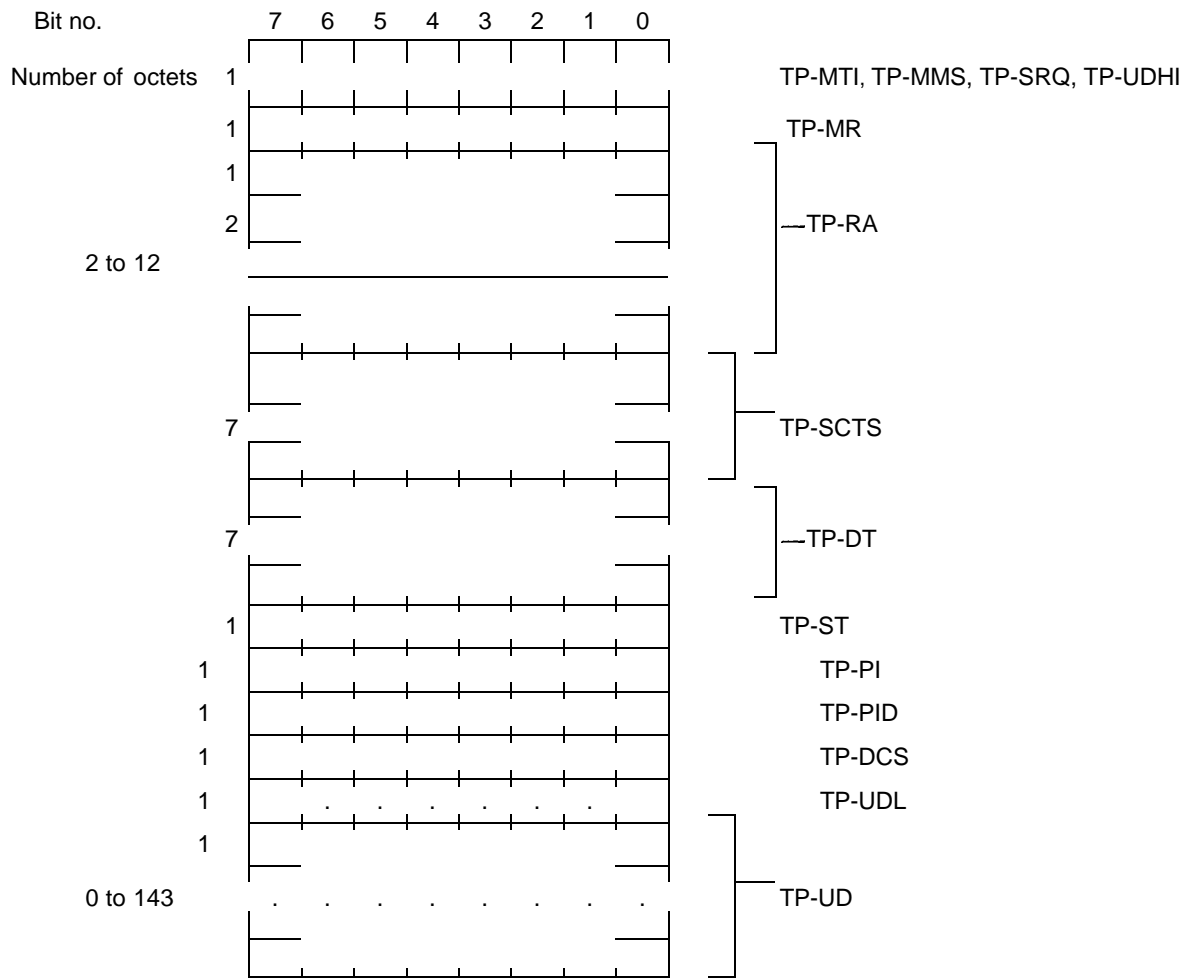 Bit no. 7 6 5 4 3 2 1 0
Number of octets 1 TP-MTI, TP-MMS, TP-SRQ, TP-UDHI
1 TP-MR
1
2 TP-RA
2 to 12
7 TP-SCTS
7 TP-DT
1 TP-ST
1 TP-PI
1 TP-PID
1 TP-DCS
1 . . . . . . TP-UDL
1
0 to 143 . . . . . . . . TP-UD